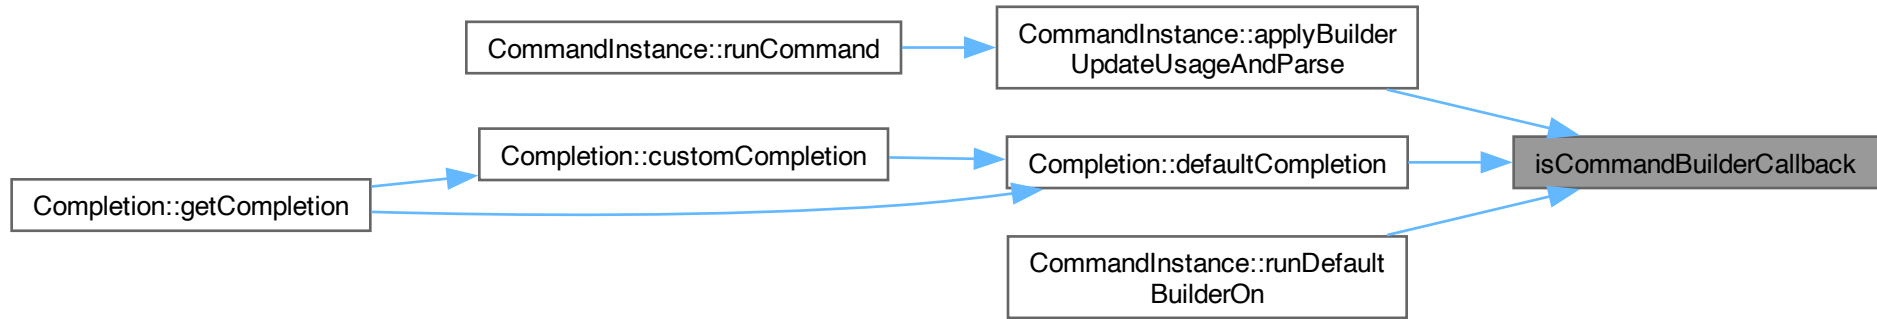 CommandInstance::runCommand
CommandInstance::applyBuilder
UpdateUsageAndParse
Completion::customCompletion
Completion::defaultCompletion
isCommandBuilderCallback
Completion::getCompletion
CommandInstance::runDefault
BuilderOn